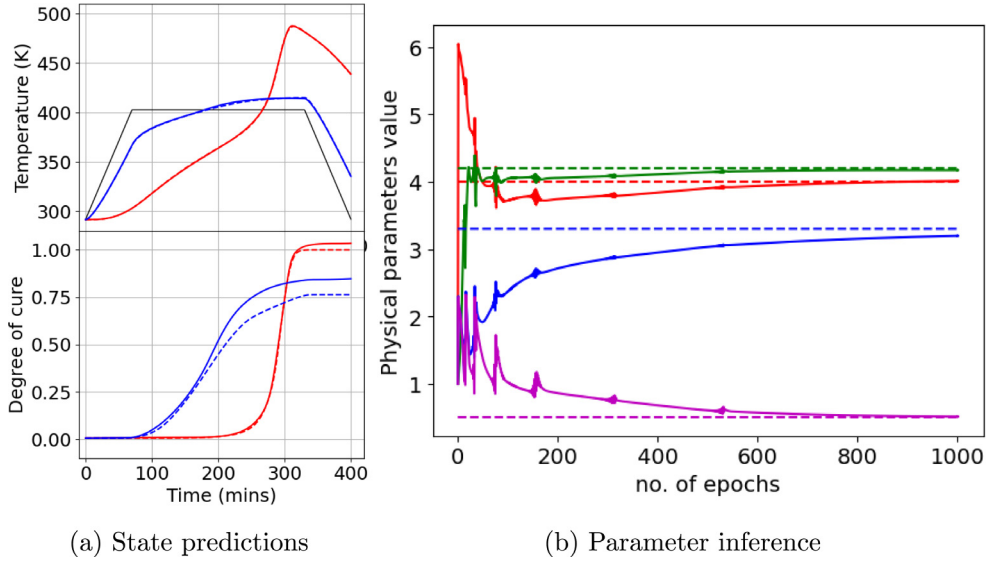 500
450
400
350
300
Temperature (K)
1.00
0.75
0.50
0.25
0.00
Degree of cure
0
0 100 200 300 400
Time (mins)
(a) State predictions
6
5
4
3
2
1
Physical parameters value
0 200 400 600 800 1000
no. of epochs
(b) Parameter inference